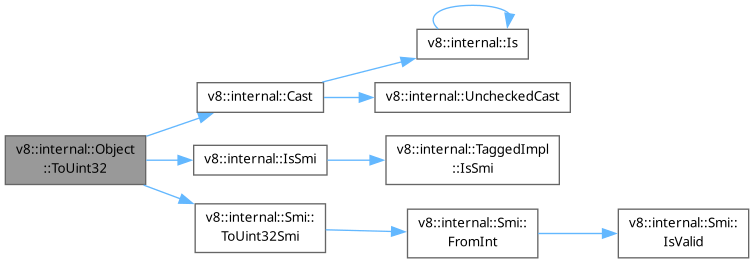 v8::internal::Is
v8::internal::Cast
v8::internal::UncheckedCast
v8::internal::Object
::ToUint32
v8::internal::IsSmi
v8::internal::TaggedImpl
::IsSmi
v8::internal::Smi::
ToUint32Smi
v8::internal::Smi::
FromInt
v8::internal::Smi::
IsValid